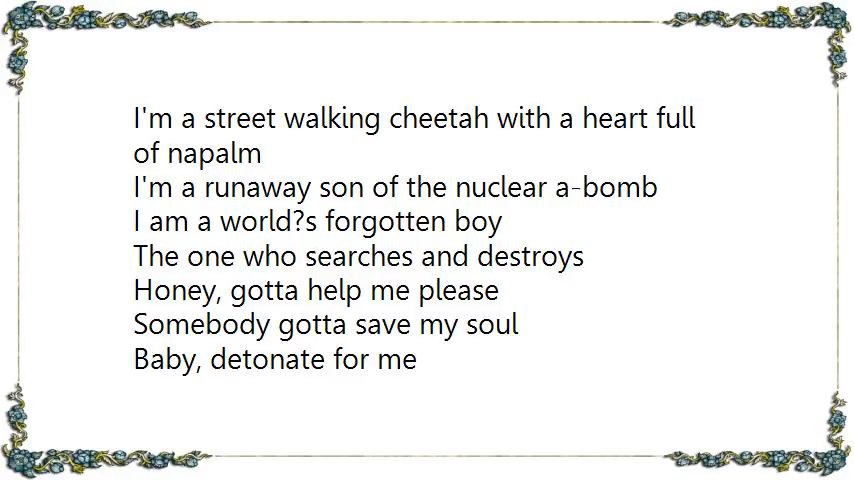 I'm a street walking cheetah with a heart full
of napalm
I'm a runaway son of the nuclear a-bomb
I am a world?s forgotten boy
The one who searches and destroys
Honey, gotta help me please
Somebody gotta save my soul
Baby, detonate for me